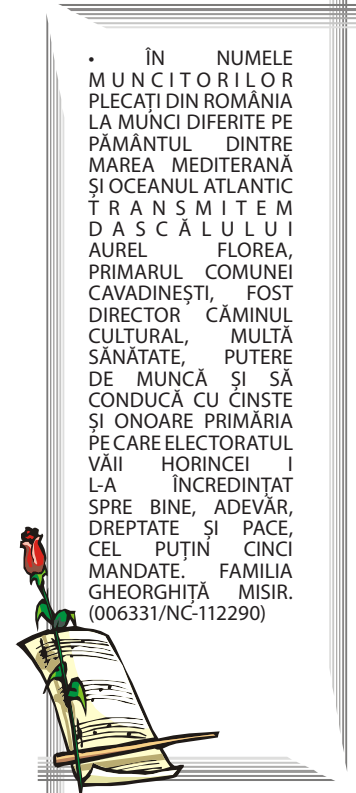 • ÎN NUMELE
MUNCITORILOR
PLECAȚI DIN ROMÂNIA
LA MUNCI DIFERITE PE
PĂMÂNTUL DINTRE
MAREA MEDITERANĂ
ȘI OCEANUL ATLANTIC
TRANSMITEM
DASCĂLULUI
AUREL FLOREA,
PRIMARUL COMUNEI
CAVADINEȘTI, FOST
DIRECTOR CĂMINUL
CULTURAL, MULTĂ
SĂNĂTATE, PUTERE
DE MUNCĂ ȘI SĂ
CONDUCĂ CU CINSTE
ȘI ONOARE PRIMĂRIA
PE CARE ELECTORATUL
VĂII HORINCEI I
L-A ÎNCREDINȚAT
SPRE BINE, ADEVĂR,
DREPTATE ȘI PACE,
CEL PUȚIN CINCI
MANDATE. FAMILIA
GHEORGHIȚĂ MISIR.
(006331/NC-112290)